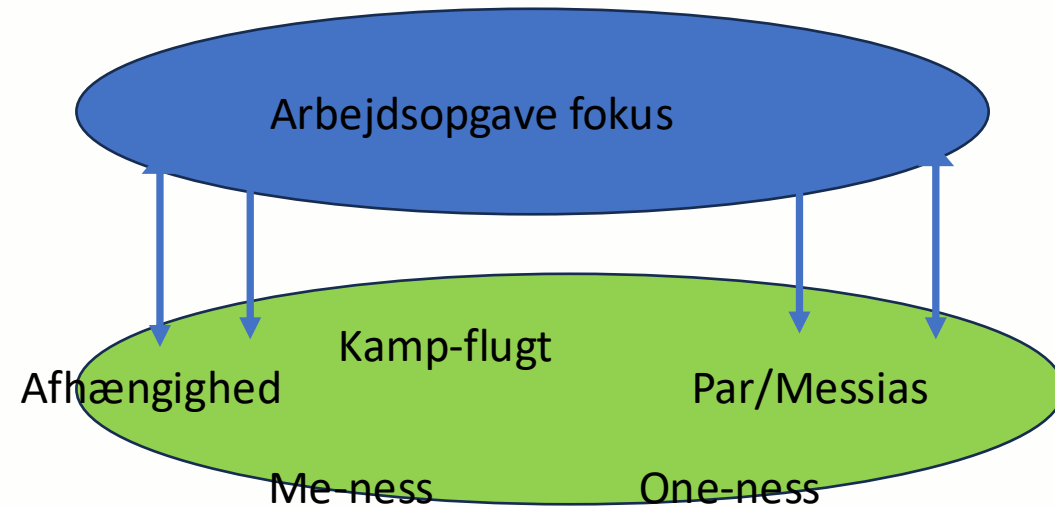 Arbejdsopgave fokus
Kamp-flugt
Afhængighed
Par/Messias
Me-ness
One-ness